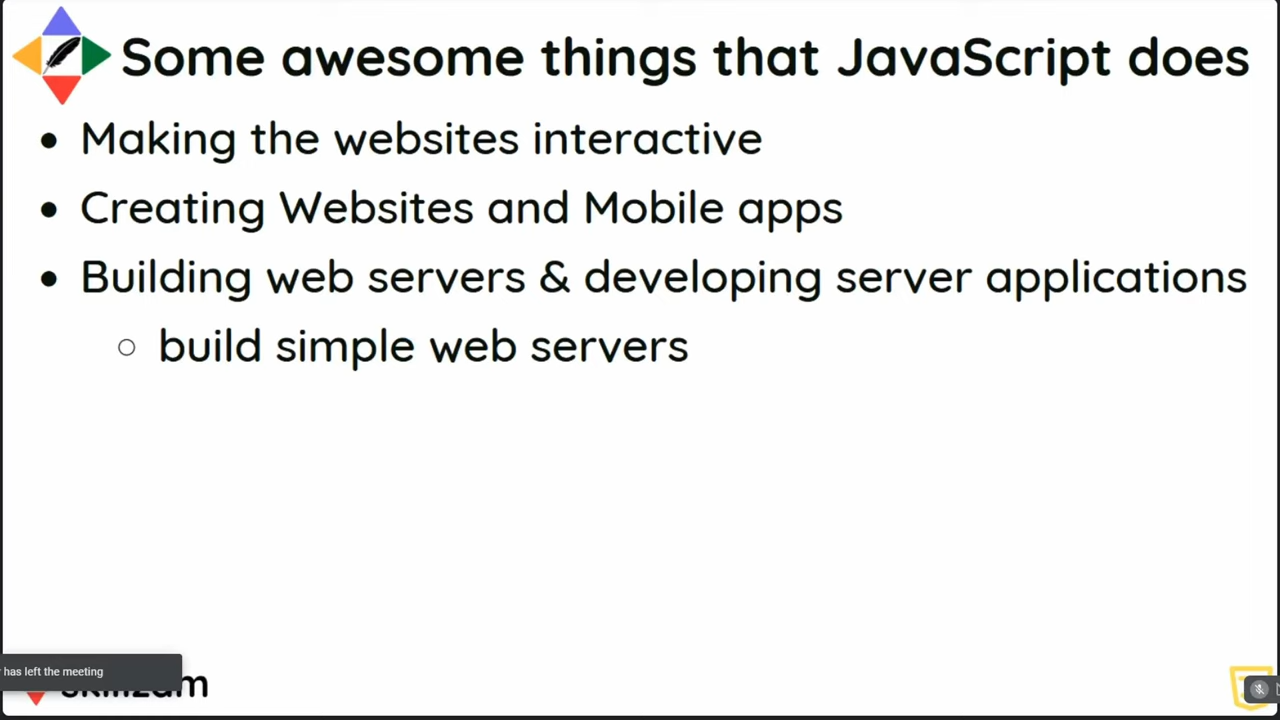 Some awesome things that JavaScript does
• Making the websites interactive
• Creating Websites and Mobile apps
• Building web servers & developing server applications
○ build simple web servers
has left the meeting